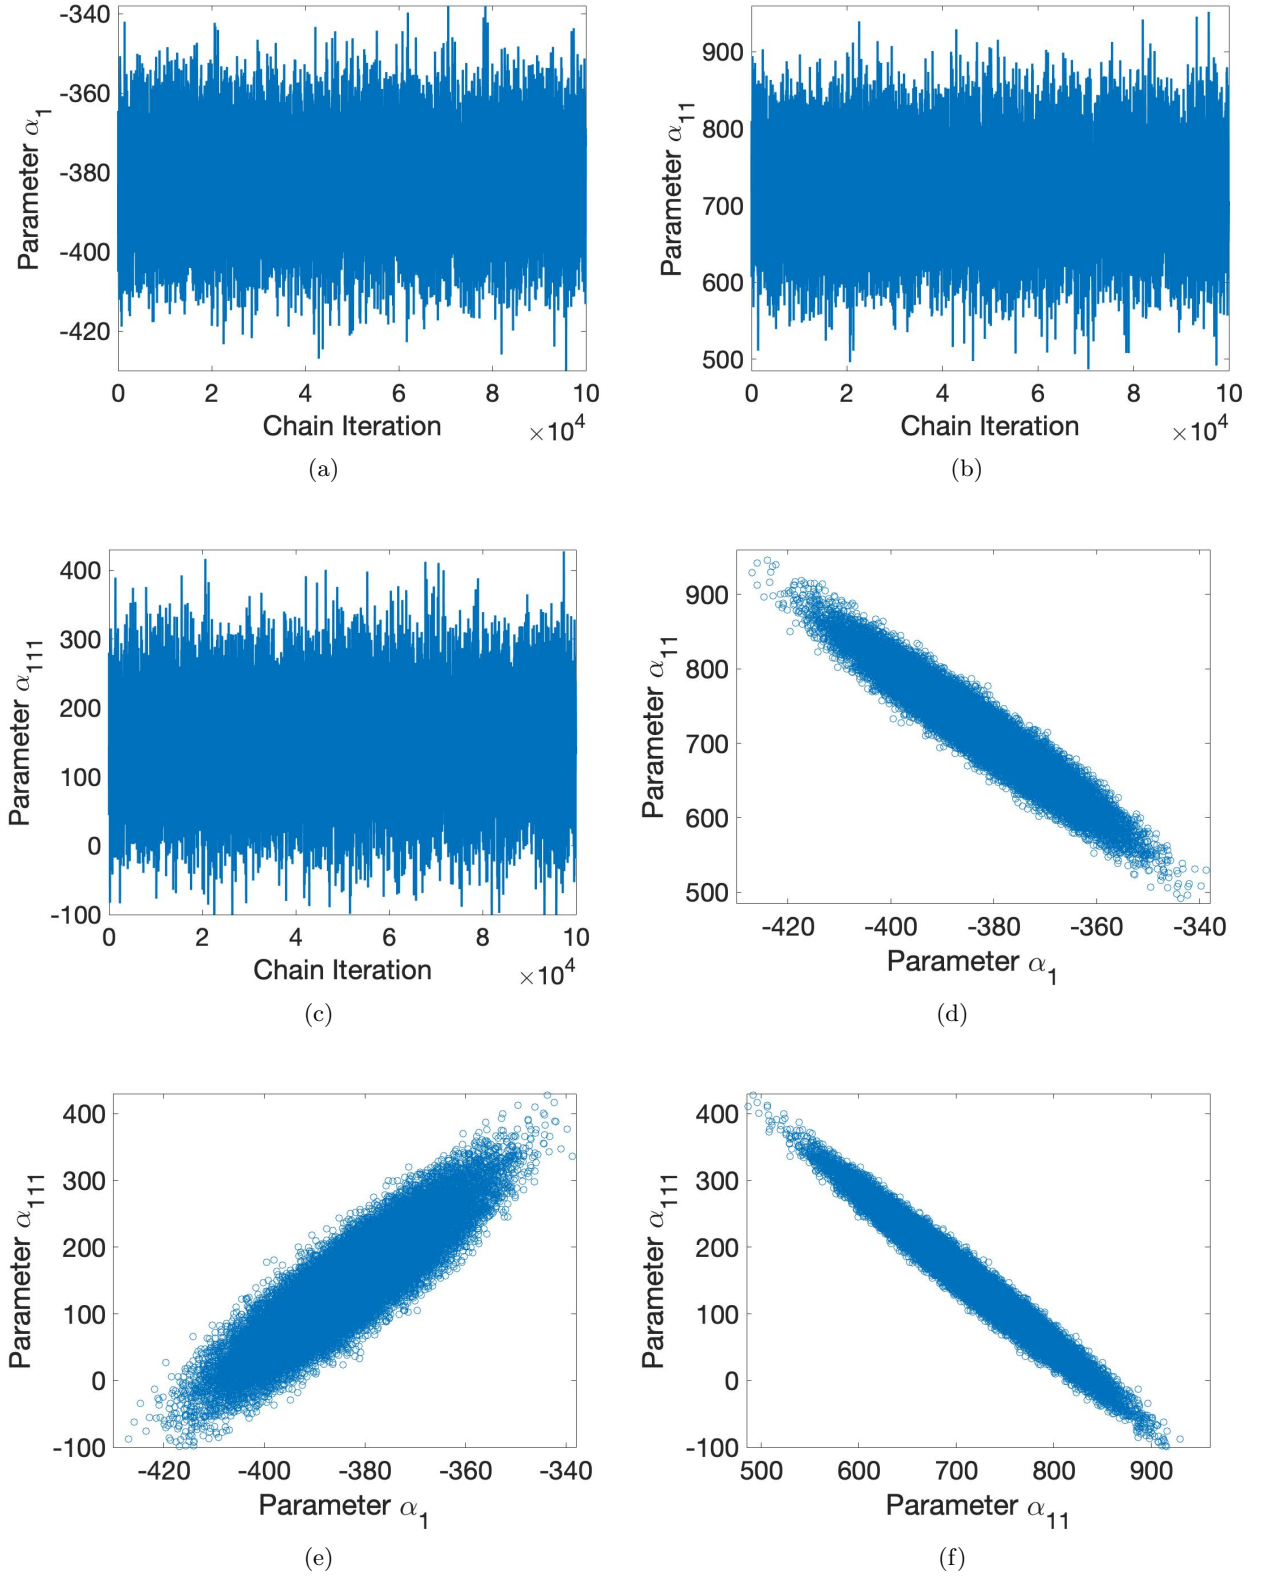 -340
-360
-380
-400
-420
Parameter α1
0 2 4 6 8 10
Chain Iteration
×10^4
(a)
900
800
700
600
500
Parameter α11
0 2 4 6 8 10
Chain Iteration
×10^4
(b)
400
300
200
100
0
-100
Parameter α111
0 2 4 6 8 10
Chain Iteration
×10^4
(c)
900
800
700
600
500
Parameter α11
-420 -400 -380 -360 -340
Parameter α1
(d)
400
300
200
100
0
-100
Parameter α111
-420 -400 -380 -360 -340
Parameter α1
(e)
400
300
200
100
0
-100
Parameter α111
500 600 700 800 900
Parameter α11
(f)